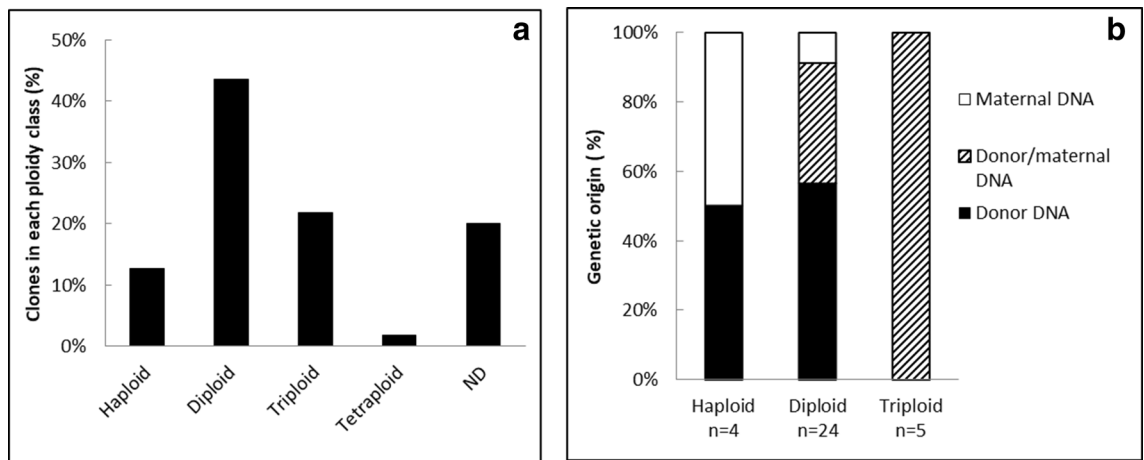 a
50%
40%
30%
20%
10%
0%
Clones in each ploidy class (%)
Haploid
Diploid
Triploid
Tetraploid
ND
b
100%
80%
60%
40%
20%
0%
Genetic origin ( %)
Haploid
n=4
Diploid
n=24
Triploid
n=5
Maternal DNA
Donor/maternal
DNA
Donor DNA